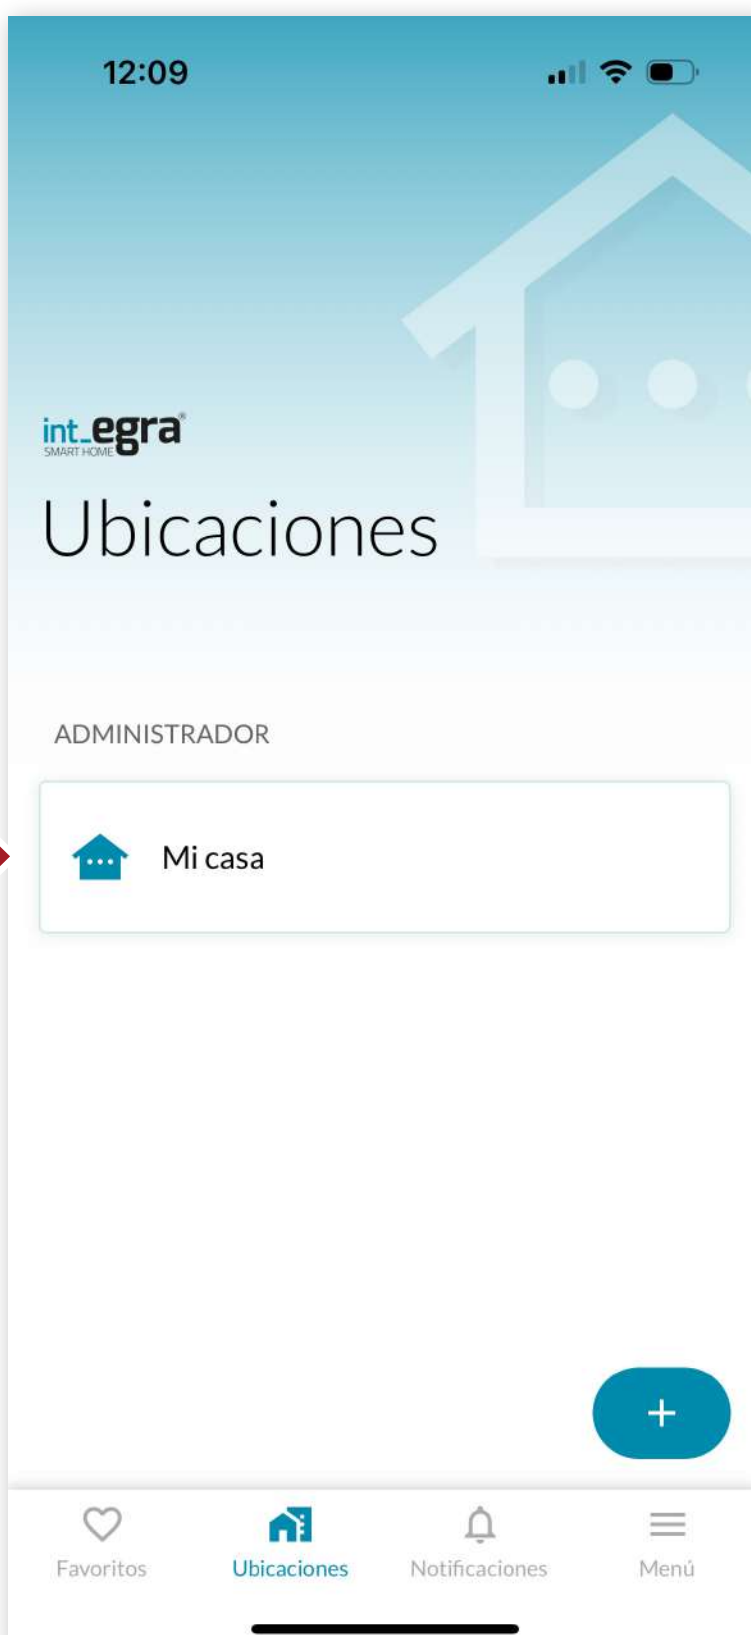 12:09
int_egra®
SMART HOME
Ubicaciones
ADMINISTRADOR
Mi casa
+
Favoritos
Ubicaciones
Notificaciones
Menú